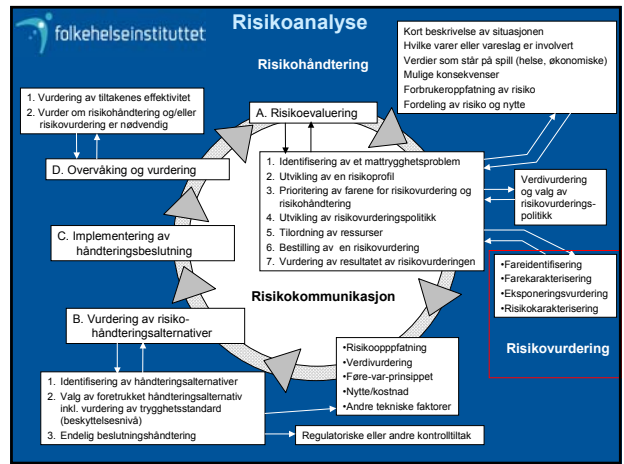 folkehelseinstituttet
Risikoanalyse
Risikohåndtering
Kort beskrivelse av situasjonen
Hvilke varer eller vareslag er involvert
Verdier som står på spill (helse, økonomiske)
Mulige konsekvenser
Forbrukeroppfatning av risiko
Fordeling av risiko og nytte
1. Vurdering av tiltakenes effektivitet
2. Vurder om risikohåndtering og/eller
risikovurdering er nødvendig
A. Risikoevaluering
D. Overvåking og vurdering
1. Identifisering av et mattrygghetsproblem
2. Utvikling av en risikoprofil
3. Prioritering av farene for risikovurdering og
risikohåndtering
4. Utvikling av risikovurderingspolitikk
5. Tilordning av ressurser
6. Bestilling av en risikovurdering
7. Vurdering av resultatet av risikovurderingen
Verdivurdering
og valg av
risikovurderings-
politikk
C. Implementering av
håndteringsbeslutning
•Fareidentifisering
•Farekarakterisering
•Eksponeringsvurdering
•Risikokarakterisering
Risikovurdering
Risikokommunikasjon
B. Vurdering av risiko-
håndteringsalternativer
•Risikoopppfatning
•Verdivurdering
•Føre-var-prinsippet
•Nytte/kostnad
•Andre tekniske faktorer
1. Identifisering av håndteringsalternativer
2. Valg av foretrukket håndteringsalternativ
inkl. vurdering av trygghetsstandard
(beskyttelsesnivå)
3. Endelig beslutningshåndtering
Regulatoriske eller andre kontrolltiltak